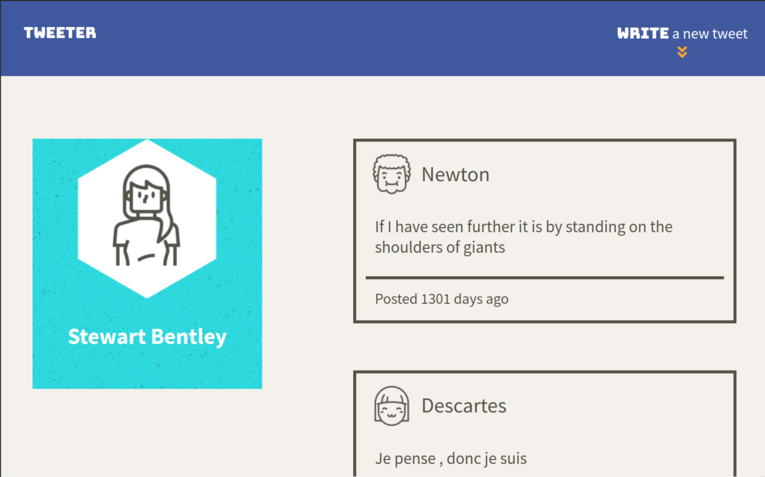 TWEETER
WRITE a new tweet
Stewart Bentley
Newton
If I have seen further it is by standing on the
shoulders of giants
Posted 1301 days ago
Descartes
Je pense , donc je suis